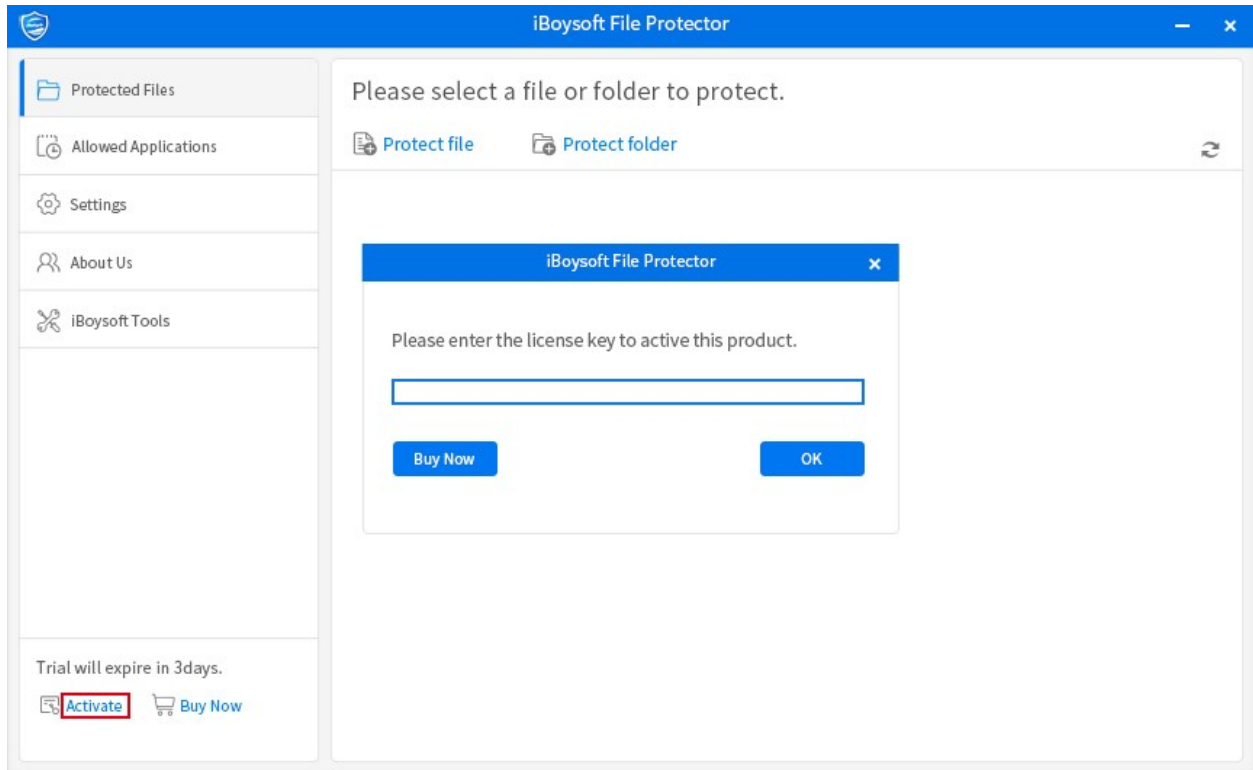 iBoysoft File Protector
Protected Files
Allowed Applications
Settings
About Us
iBoysoft Tools
Trial will expire in 3days.
Activate Buy Now
Please select a file or folder to protect.
Protect file Protect folder
iBoysoft File Protector
Please enter the license key to active this product.
Buy Now OK